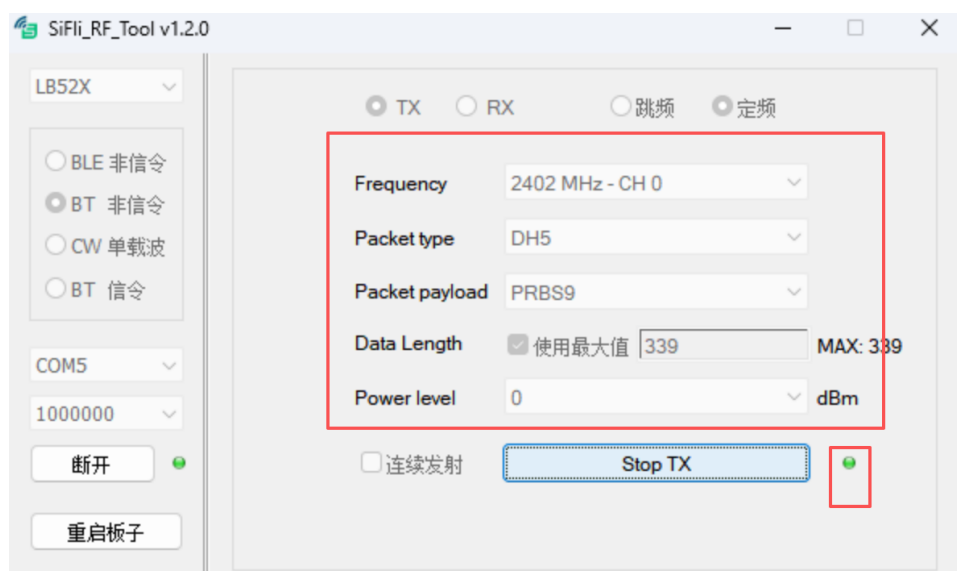 SiFli_RF_Tool v1.2.0
LB52X
BLE 非信令
BT 非信令
CW 单载波
BT 信令
COM5
1000000
断开
重启板子
TX RX 跳频 定频
Frequency 2402 MHz - CH 0
Packet type DH5
Packet payload PRBS9
Data Length 使用最大值 339 MAX: 339
Power level 0 dBm
连续发射 Stop TX